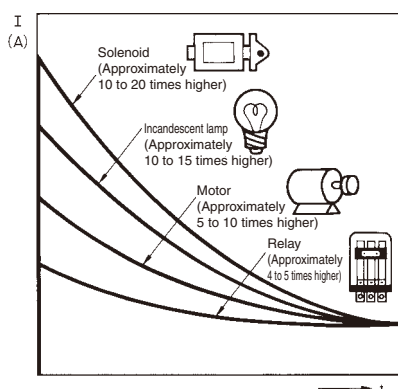 I
(A)
Solenoid
(Approximately
10 to 20 times higher)
Incandescent lamp
(Approximately
10 to 15 times higher)
Motor
(Approximately
5 to 10 times higher)
Relay
(Approximately
4 to 5 times higher)
t